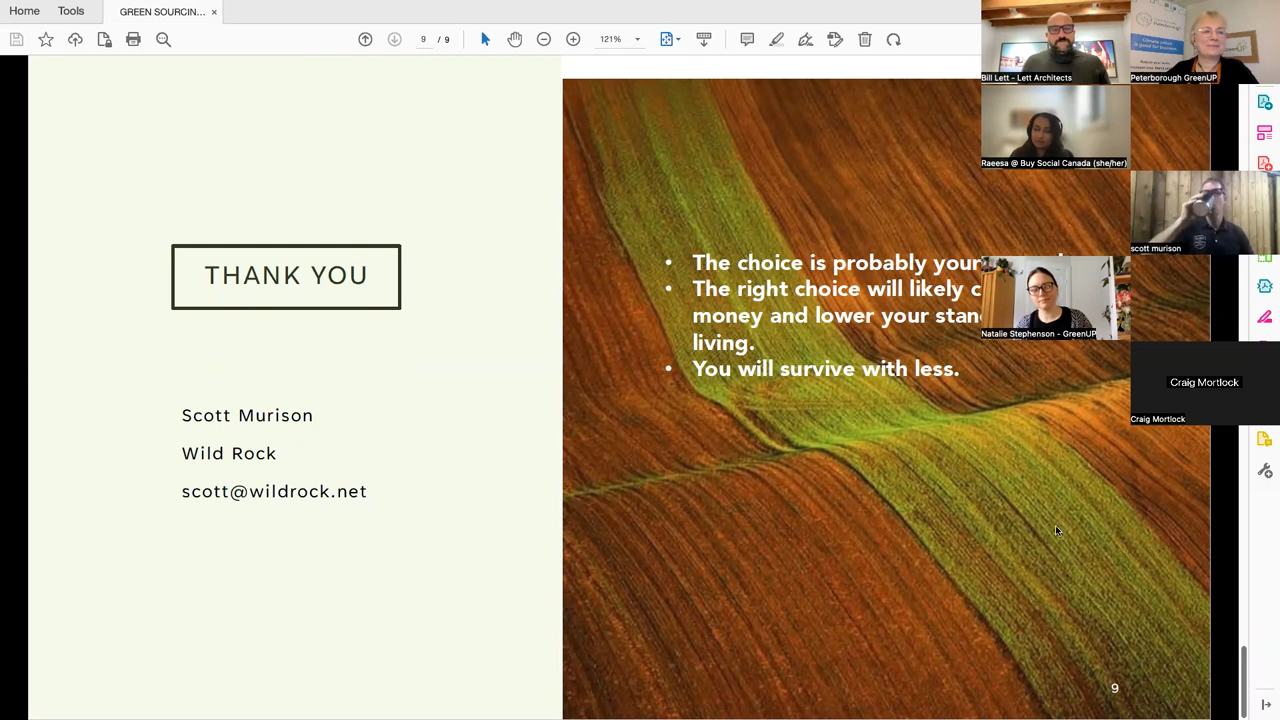 Home
Tools
GREEN SOURCIN...
×
9 / 9
121%
THANK YOU
Scott Murison
Wild Rock
scott@wildrock.net
• The choice is probably your
• The right choice will likely c
money and lower your stan
living.
• You will survive with less.
9
Bill Lett - Lett Architects
Peterborough GreenUP
Raeesa @ Buy Social Canada (she/her)
scott murison
Natalie Stephenson - GreenUP
Craig Mortlock
Craig Mortlock